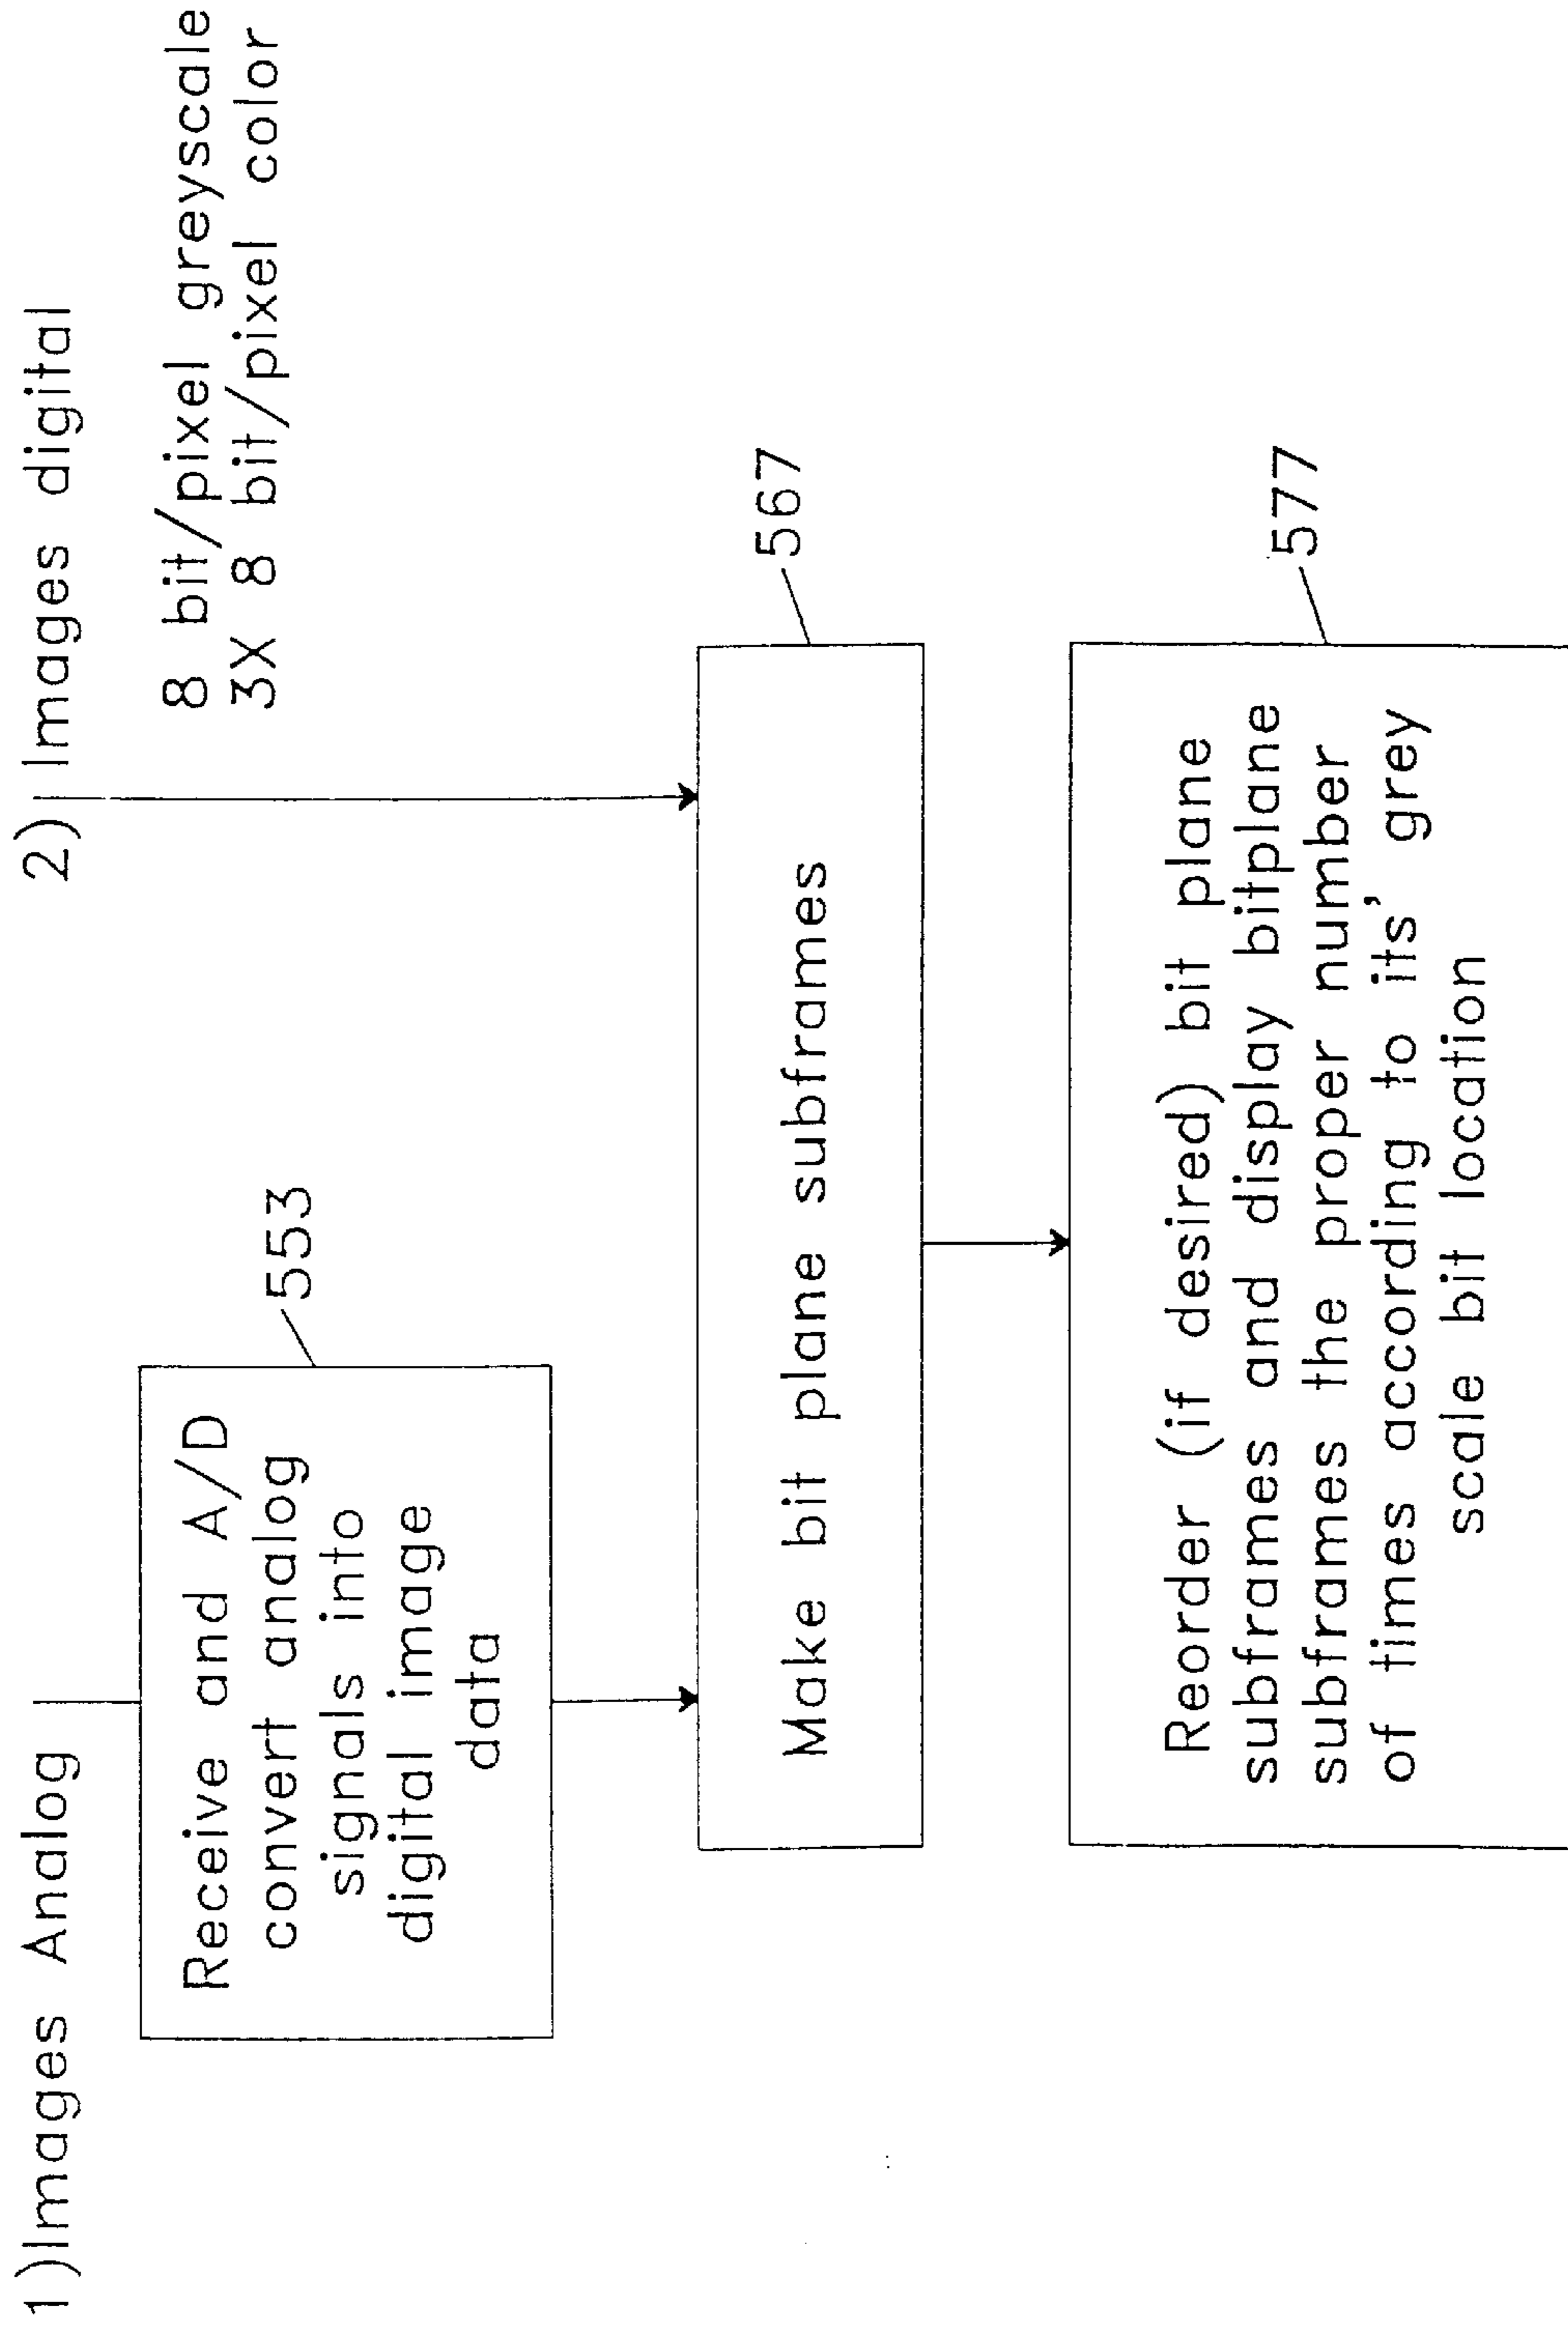 1)Images Analog
2) Images digital
8 bit/pixel greyscale
3X 8 bit/pixel color
Receive and A/D
convert analog
signals into
digital image
data
553
Make bit plane subframes
567
Reorder (if desired) bit plane
subframes and display bitplane
subframes the proper number
of times according to its' grey
scale bit location
577